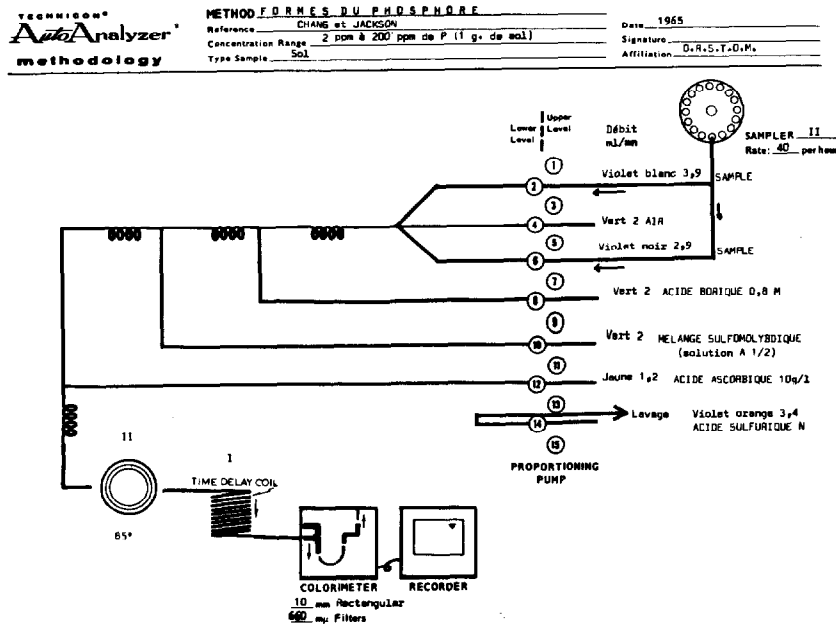 TECHNICON®
AutoAnalyzer®
methodology
METHOD FORMES DU PHOSPHORE
Reference CHANG et JACKSON
Concentration Range 2 ppm à 200 ppm de P (1 g. de sol)
Type Sample Sol
Date 1965
Signature
Affiliation O.R.S.T.O.M.
Lower Level
Upper Level
Débit ml/mm
SAMPLER II
Rate: 40 per hour
1
2 Violet blanc 3,9 SAMPLE
3
4 Vert 2 AIR
5
6 Violet noir 2,9 SAMPLE
7
8 Vert 2 ACIDE BORIQUE 0,8 M
9
10 Vert 2 MELANGE SULFOMOLYBDIQUE
(solution A 1/2)
11
12 Jaune 1,2 ACIDE ASCORBIQUE 10g/l
13
14 Lavage Violet orange 3,4
ACIDE SULFURIQUE N
15
PROPORTIONING
PUMP
II
85°
I
TIME DELAY COIL
COLORIMETER
RECORDER
10 mm Rectangular
660 mµ Filters